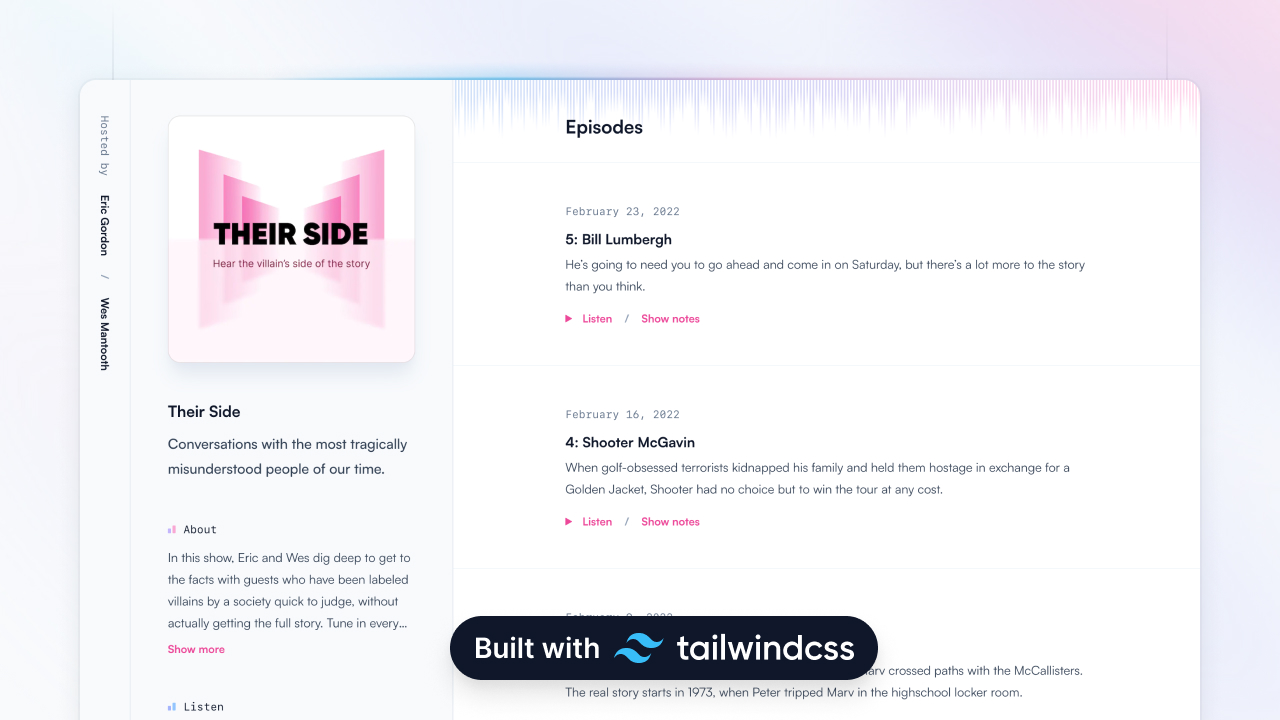 Hosted by Eric Gordon / Wes Mantooth
THEIR SIDE
Hear the villain's side of the story
Their Side
Conversations with the most tragically
misunderstood people of our time.
About
In this show, Eric and Wes dig deep to get to
the facts with guests who have been labeled
villains by a society quick to judge, without
actually getting the full story. Tune in every…
Show more
Listen
Episodes
February 23, 2022
5: Bill Lumbergh
He’s going to need you to go ahead and come in on Saturday, but there’s a lot more to the story
than you think.
Listen / Show notes
February 16, 2022
4: Shooter McGavin
When golf-obsessed terrorists kidnapped his family and held them hostage in exchange for a
Golden Jacket, Shooter had no choice but to win the tour at any cost.
Listen / Show notes
crossed paths with the McCallisters.
The real story starts in 1973, when Peter tripped Marv in the highschool locker room.
Built with tailwindcss